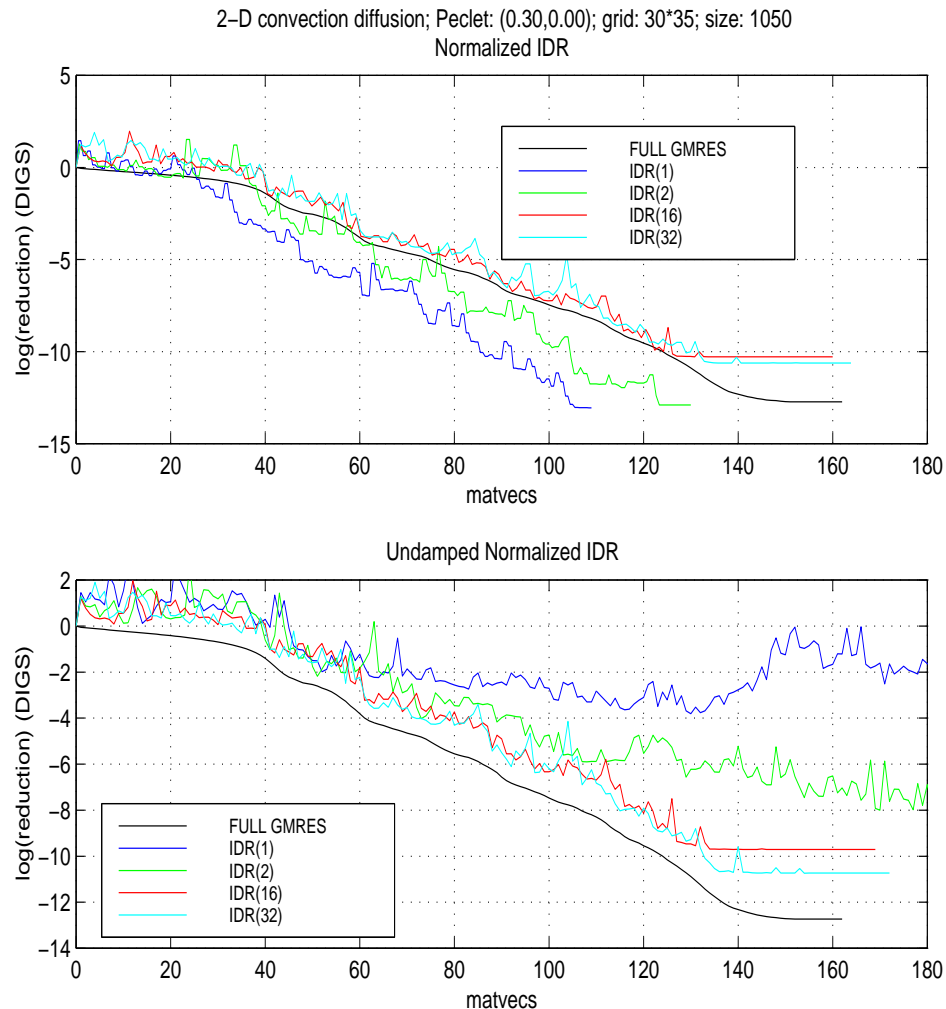 2−D convection diffusion; Peclet: (0.30,0.00); grid: 30*35; size: 1050
Normalized IDR
5
0
−5
−10
−15
log(reduction) (DIGS)
FULL GMRES
IDR(1)
IDR(2)
IDR(16)
IDR(32)
0 20 40 60 80 100 120 140 160 180
matvecs
Undamped Normalized IDR
2
0
−2
−4
−6
−8
−10
−12
−14
log(reduction) (DIGS)
FULL GMRES
IDR(1)
IDR(2)
IDR(16)
IDR(32)
0 20 40 60 80 100 120 140 160 180
matvecs